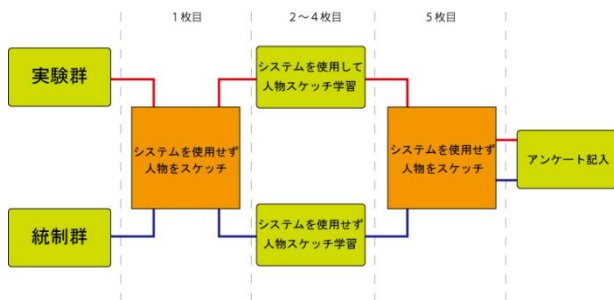 1枚目
2～4枚目
5枚目
実験群
システムを使用して
人物スケッチ学習
システムを使用せず
人物をスケッチ
システムを使用せず
人物をスケッチ
アンケート記入
統制群
システムを使用せず
人物スケッチ学習